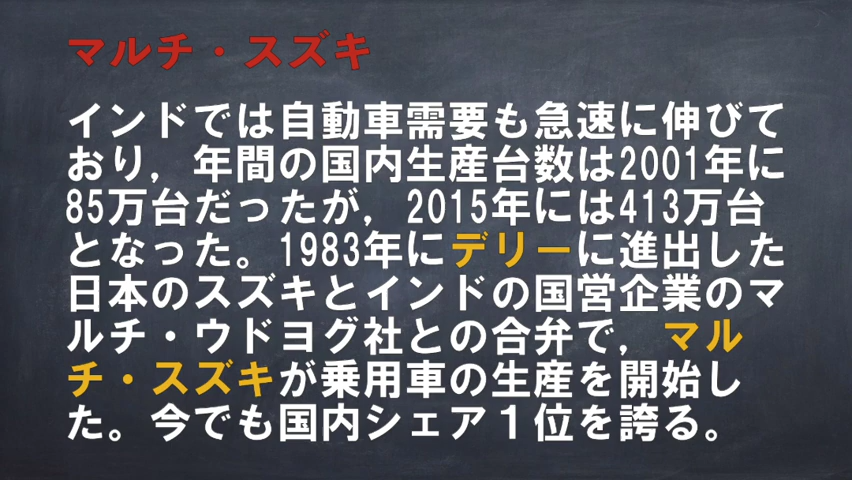 マルチ・スズキ
インドでは自動車需要も急速に伸びて
おり，年間の国内生産台数は2001年に
85万台だったが，2015年には413万台
となった。1983年にデリーに進出した
日本のスズキとインドの国営企業のマ
ルチ・ウドヨグ社との合弁で，マル
チ・スズキが乗用車の生産を開始し
た。今でも国内シェア１位を誇る。